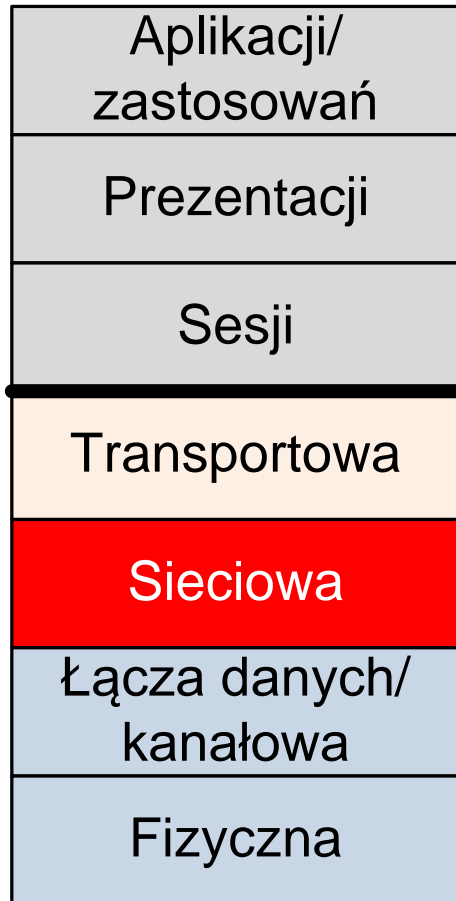 Aplikacji/
zastosowań
Prezentacji
Sesji
Transportowa
Sieciowa
Łącza danych/
kanałowa
Fizyczna